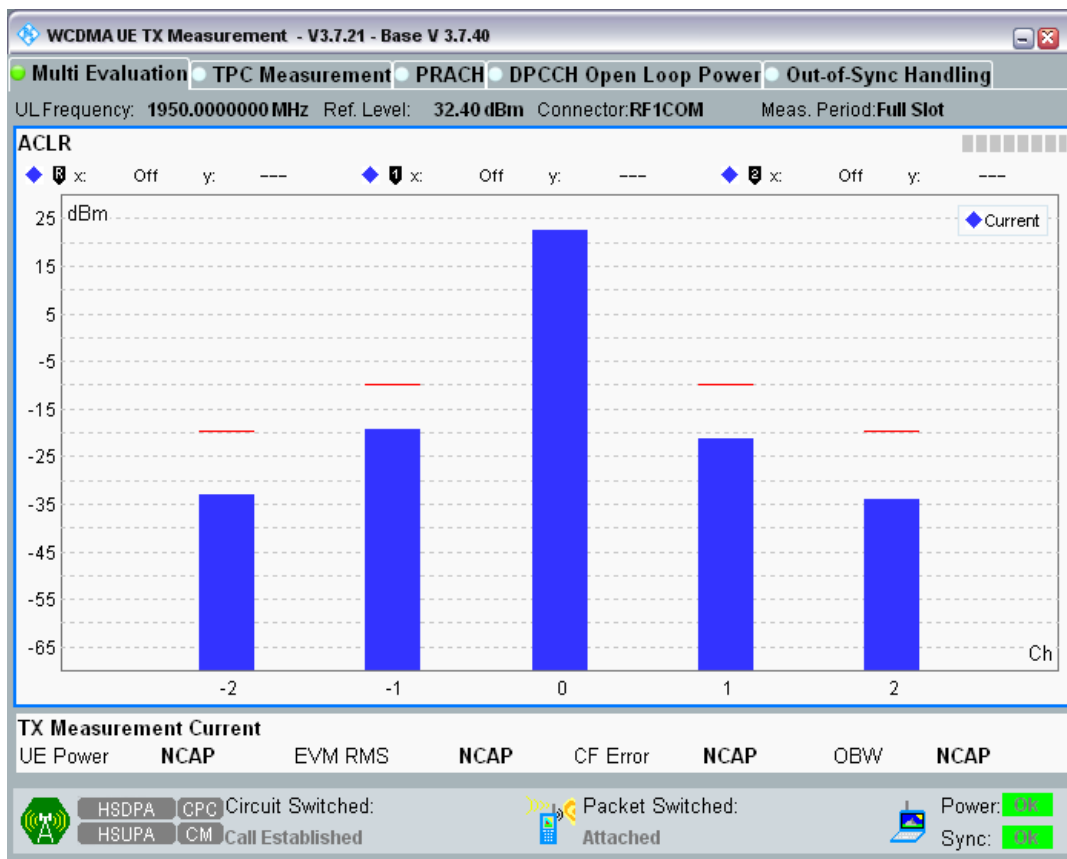 WCDMA UE TX Measurement - V3.7.21 - Base V 3.7.40
Multi Evaluation TPC Measurement PRACH DPCCH Open Loop Power Out-of-Sync Handling
UL Frequency: 1950.0000000 MHz Ref. Level: 32.40 dBm Connector:RF1COM Meas. Period:Full Slot
ACLR
R x: Off y: --- 1 x: Off y: --- 2 x: Off y: ---
dBm
Current
25
15
5
-5
-15
-25
-35
-45
-55
-65
Ch
-2 -1 0 1 2
TX Measurement Current
UE Power NCAP EVM RMS NCAP CF Error NCAP OBW NCAP
HSDPA CPC Circuit Switched: Packet Switched: Power: OK
HSUPA CM Call Established Attached Sync: OK